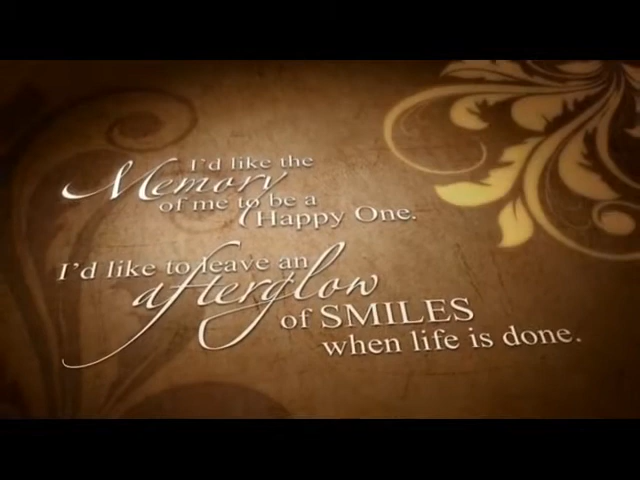 I'd like the
Memory
of me to be a
Happy One.
I'd like to leave an
afterglow
of SMILES
when life is done.